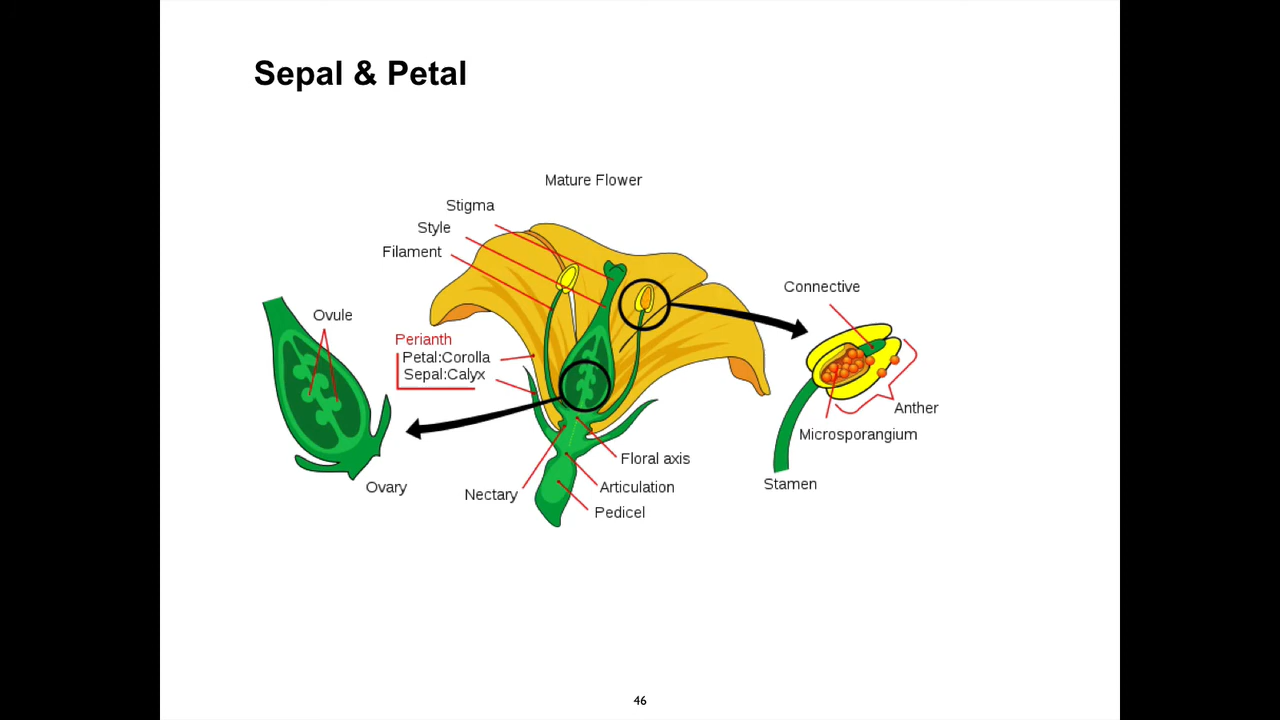 Sepal & Petal
Mature Flower
Stigma
Style
Filament
Connective
Ovule
Perianth
Petal:Corolla
Sepal:Calyx
Anther
Microsporangium
Floral axis
Stamen
Ovary
Nectary
Articulation
Pedicel
46